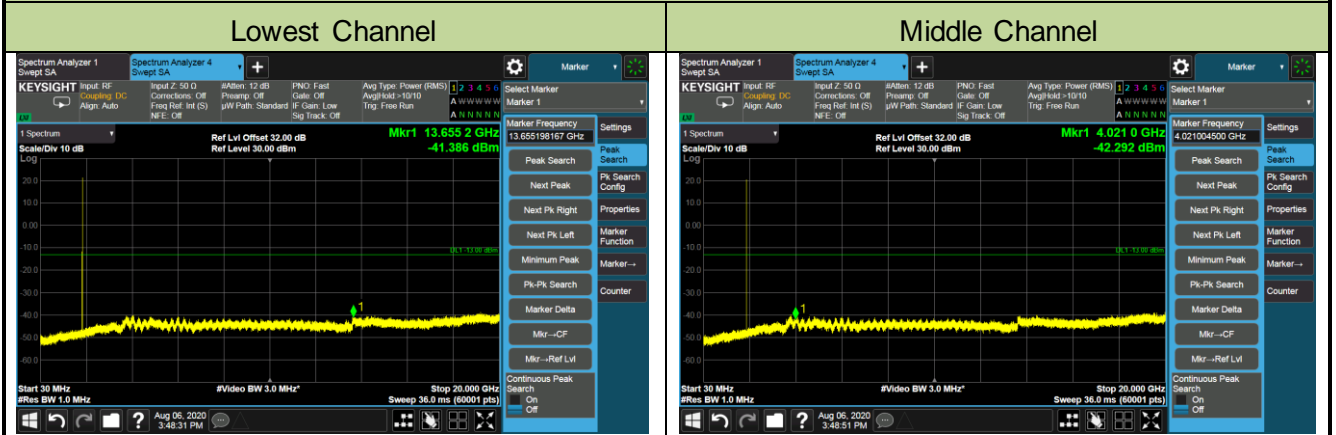 Lowest Channel
Spectrum Analyzer 1
Swept SA
Spectrum Analyzer 4
Swept SA
+
Marker
KEYSIGHT
Input: RF
Coupling: DC
Align: Auto
Input Z: 50 Ω
Corrections: Off
Freq Ref: Int (S)
NFE: Off
#Atten: 12 dB
Preamp: Off
µW Path: Standard
PNO: Fast
Gate: Off
IF Gain: Low
Sig Track: Off
Avg Type: Power (RMS)
Avg|Hold:>10/10
Trig: Free Run
1 2 3 4 5 6
A W W W W W
A N N N N N
Select Marker
Marker 1
1 Spectrum
Scale/Div 10 dB
Log
Ref Lvl Offset 32.00 dB
Ref Level 30.00 dBm
Mkr1 13.655 2 GHz
-41.386 dBm
20.0
10.0
0.00
-10.0
-20.0
-30.0
-40.0
-50.0
-60.0
DL1 -13.00 dBm
1
Start 30 MHz
#Res BW 1.0 MHz
#Video BW 3.0 MHz*
Stop 20.000 GHz
Sweep 36.0 ms (60001 pts)
Marker Frequency
13.655198167 GHz
Peak Search
Next Peak
Next Pk Right
Next Pk Left
Minimum Peak
Pk-Pk Search
Marker Delta
Mkr→CF
Mkr→Ref Lvl
Continuous Peak
Search
On
Off
Settings
Peak
Search
Pk Search
Config
Properties
Marker
Function
Marker→
Counter
?
Aug 06, 2020
3:48:31 PM
Middle Channel
Spectrum Analyzer 1
Swept SA
Spectrum Analyzer 4
Swept SA
+
Marker
KEYSIGHT
Input: RF
Coupling: DC
Align: Auto
Input Z: 50 Ω
Corrections: Off
Freq Ref: Int (S)
NFE: Off
#Atten: 12 dB
Preamp: Off
µW Path: Standard
PNO: Fast
Gate: Off
IF Gain: Low
Sig Track: Off
Avg Type: Power (RMS)
Avg|Hold:>10/10
Trig: Free Run
1 2 3 4 5 6
A W W W W W
A N N N N N
Select Marker
Marker 1
1 Spectrum
Scale/Div 10 dB
Log
Ref Lvl Offset 32.00 dB
Ref Level 30.00 dBm
Mkr1 4.021 0 GHz
-42.292 dBm
20.0
10.0
0.00
-10.0
-20.0
-30.0
-40.0
-50.0
-60.0
DL1 -13.00 dBm
1
Start 30 MHz
#Res BW 1.0 MHz
#Video BW 3.0 MHz*
Stop 20.000 GHz
Sweep 36.0 ms (60001 pts)
Marker Frequency
4.021004500 GHz
Peak Search
Next Peak
Next Pk Right
Next Pk Left
Minimum Peak
Pk-Pk Search
Marker Delta
Mkr→CF
Mkr→Ref Lvl
Continuous Peak
Search
On
Off
Settings
Peak
Search
Pk Search
Config
Properties
Marker
Function
Marker→
Counter
?
Aug 06, 2020
3:48:51 PM